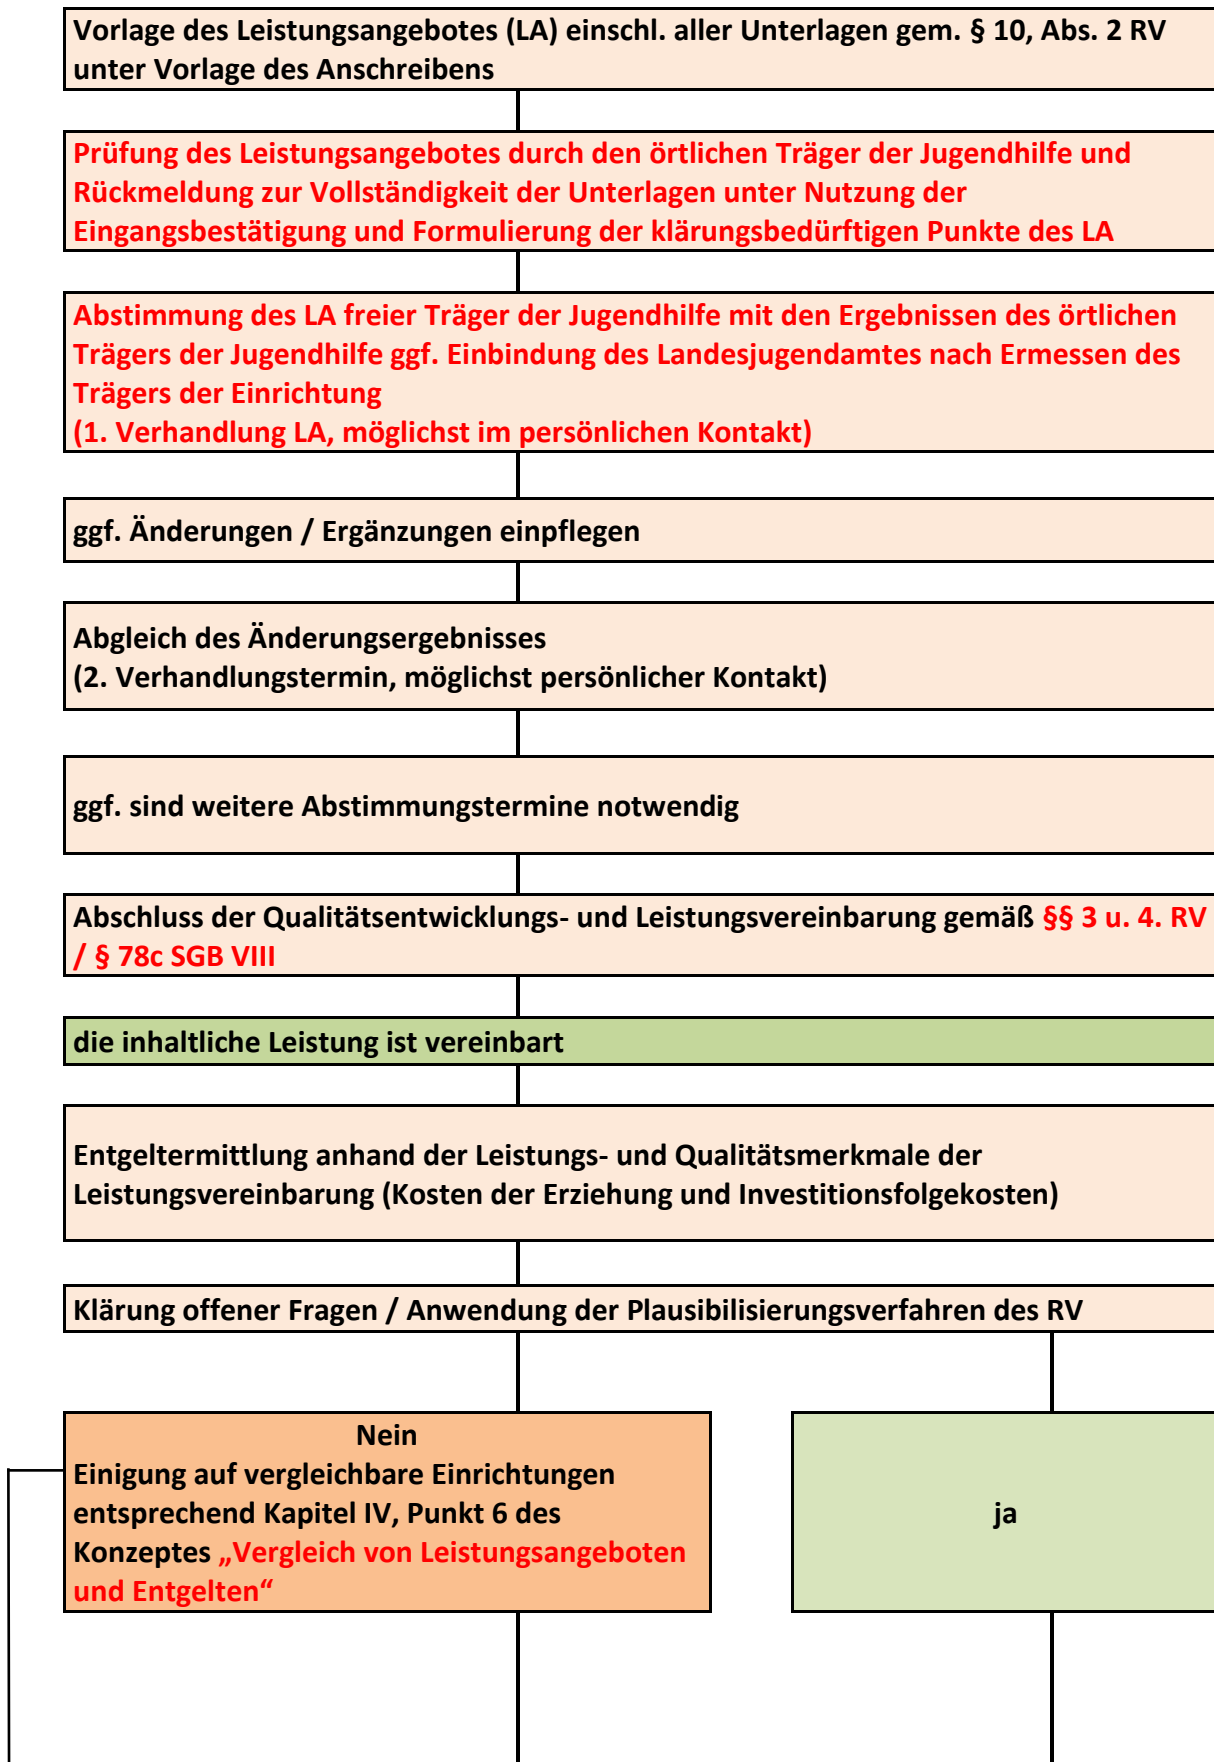 Vorlage des Leistungsangebotes (LA) einschl. aller Unterlagen gem. § 10, Abs. 2 RV
unter Vorlage des Anschreibens
Prüfung des Leistungsangebotes durch den örtlichen Träger der Jugendhilfe und
Rückmeldung zur Vollständigkeit der Unterlagen unter Nutzung der
Eingangsbestätigung und Formulierung der klärungsbedürftigen Punkte des LA
Abstimmung des LA freier Träger der Jugendhilfe mit den Ergebnissen des örtlichen
Trägers der Jugendhilfe ggf. Einbindung des Landesjugendamtes nach Ermessen des
Trägers der Einrichtung
(1. Verhandlung LA, möglichst im persönlichen Kontakt)
ggf. Änderungen / Ergänzungen einpflegen
Abgleich des Änderungsergebnisses
(2. Verhandlungstermin, möglichst persönlicher Kontakt)
ggf. sind weitere Abstimmungstermine notwendig
Abschluss der Qualitätsentwicklungs- und Leistungsvereinbarung gemäß §§ 3 u. 4. RV
/ § 78c SGB VIII
die inhaltliche Leistung ist vereinbart
Entgeltermittlung anhand der Leistungs- und Qualitätsmerkmale der
Leistungsvereinbarung (Kosten der Erziehung und Investitionsfolgekosten)
Klärung offener Fragen / Anwendung der Plausibilisierungsverfahren des RV
Nein
Einigung auf vergleichbare Einrichtungen
entsprechend Kapitel IV, Punkt 6 des
Konzeptes „Vergleich von Leistungsangeboten
und Entgelten“
ja